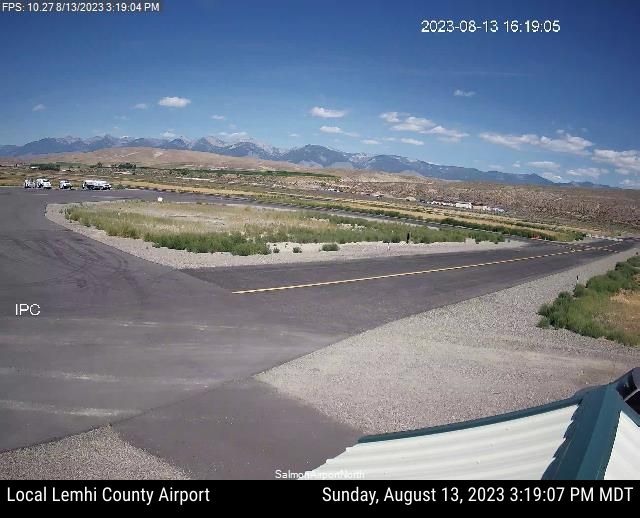 FPS: 10.27 8/13/2023 3:19:04 PM
2023-08-13 16:19:05
IPC
SalmonAirportNorth
Local Lemhi County Airport
Sunday, August 13, 2023 3:19:07 PM MDT